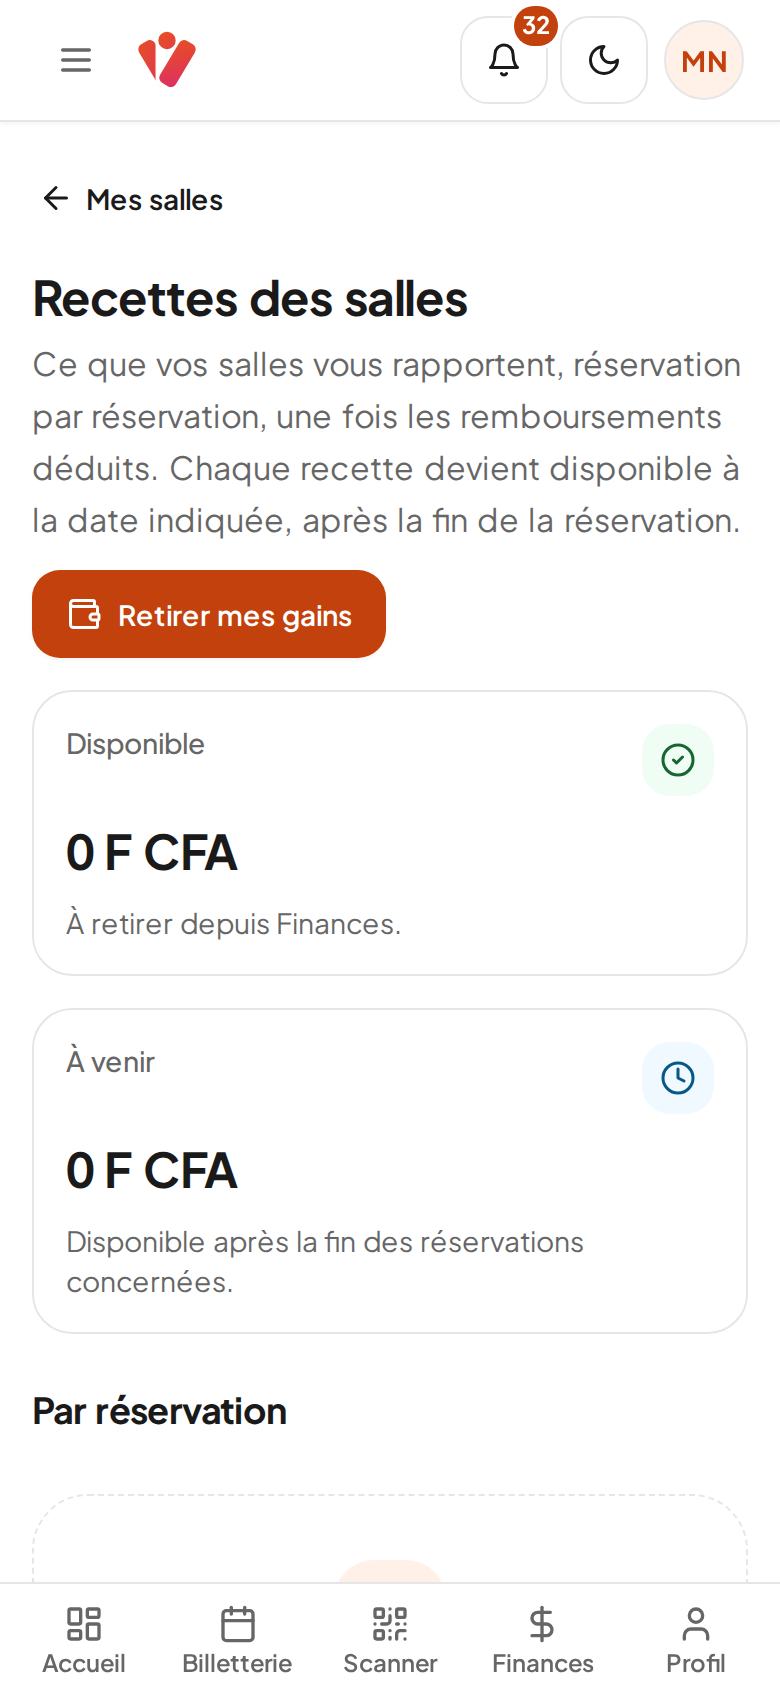 32
MN
Mes salles
Recettes des salles
Ce que vos salles vous rapportent, réservation
par réservation, une fois les remboursements
déduits. Chaque recette devient disponible à
la date indiquée, après la fin de la réservation.
Retirer mes gains
Disponible
0 F CFA
À retirer depuis Finances.
À venir
0 F CFA
Disponible après la fin des réservations
concernées.
Par réservation
Accueil
Billetterie
Scanner
Finances
Profil